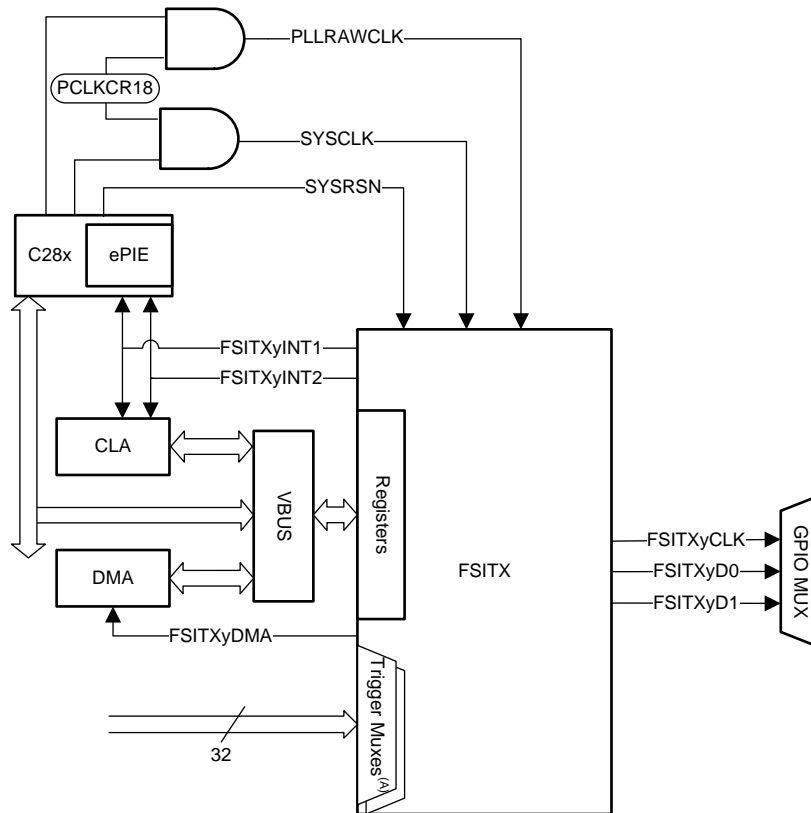 PLLRAWCLK
PCLKCR18
SYSCLK
SYSRSN
C28x
ePIE
FSITXyINT1
FSITXyINT2
CLA
VBUS
Registers
FSITX
DMA
FSITXyDMA
FSITXyCLK
FSITXyD0
FSITXyD1
GPIO MUX
Trigger Muxes(A)
32